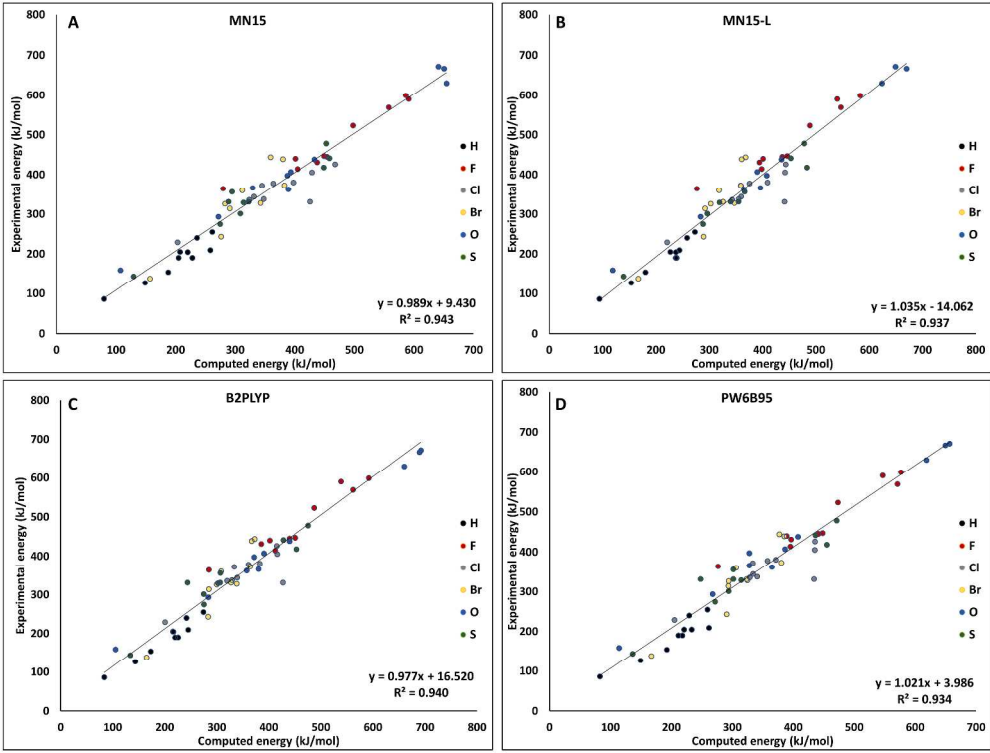 A
MN15
Experimental energy (kJ/mol)
800
700
600
500
400
300
200
100
0
H
F
Cl
Br
O
S
y = 0.989x + 9.430
R² = 0.943
0 100 200 300 400 500 600 700
Computed energy (kJ/mol)
B
MN15-L
Experimental energy (kJ/mol)
800
700
600
500
400
300
200
100
0
H
F
Cl
Br
O
S
y = 1.035x - 14.062
R² = 0.937
0 100 200 300 400 500 600 700 800
Computed energy (kJ/mol)
C
B2PLYP
Experimental energy (kJ/mol)
800
700
600
500
400
300
200
100
0
H
F
Cl
Br
O
S
y = 0.977x + 16.520
R² = 0.940
0 100 200 300 400 500 600 700 800
Computed energy (kJ/mol)
D
PW6B95
Experimental energy (kJ/mol)
800
700
600
500
400
300
200
100
0
H
F
Cl
Br
O
S
y = 1.021x + 3.986
R² = 0.934
0 100 200 300 400 500 600 700
Computed energy (kJ/mol)